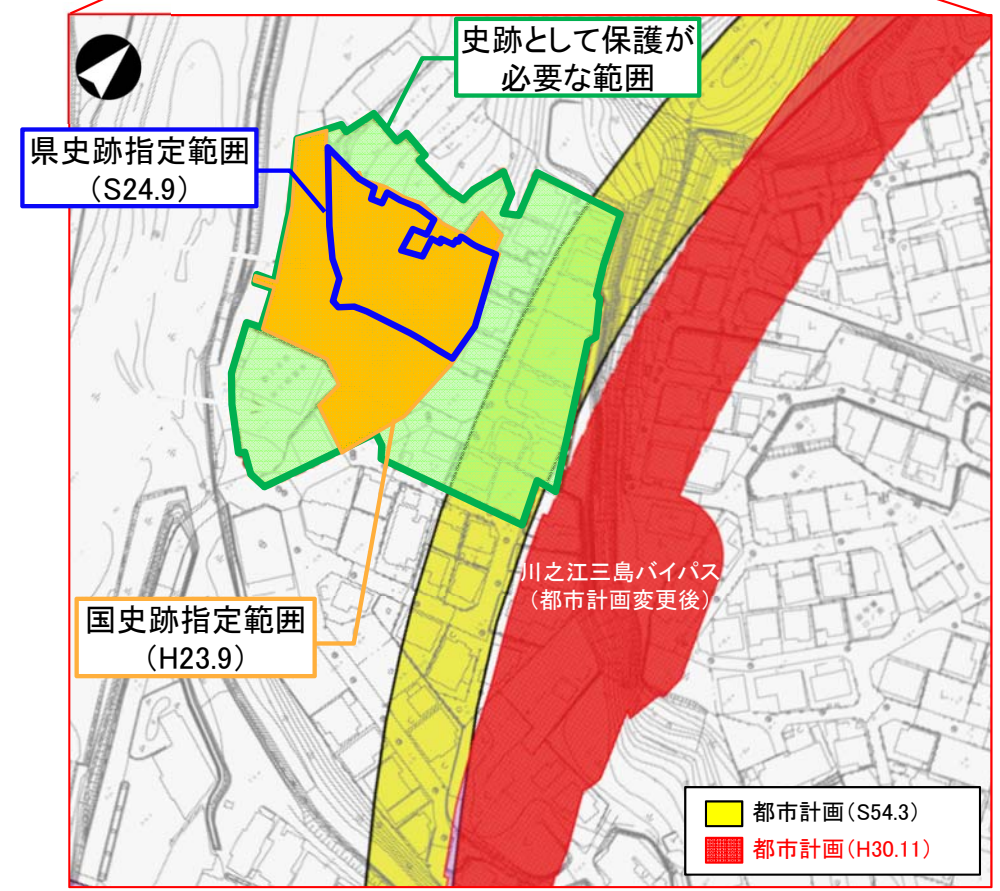 史跡として保護が
必要な範囲
県史跡指定範囲
(S24.9)
川之江三島バイパス
(都市計画変更後)
国史跡指定範囲
(H23.9)
都市計画(S54.3)
都市計画(H30.11)